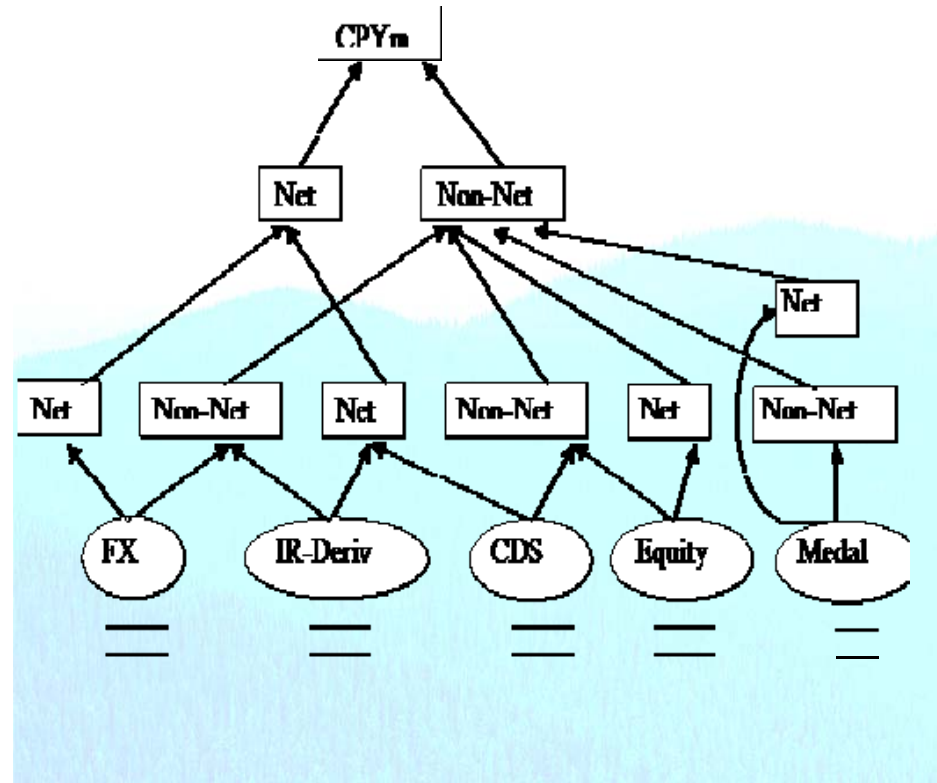 CPYm
Net Non-Net
Net
Net Non-Net Net Non-Net Net Non-Net
FX IR-Deriv CDS Equity Medal